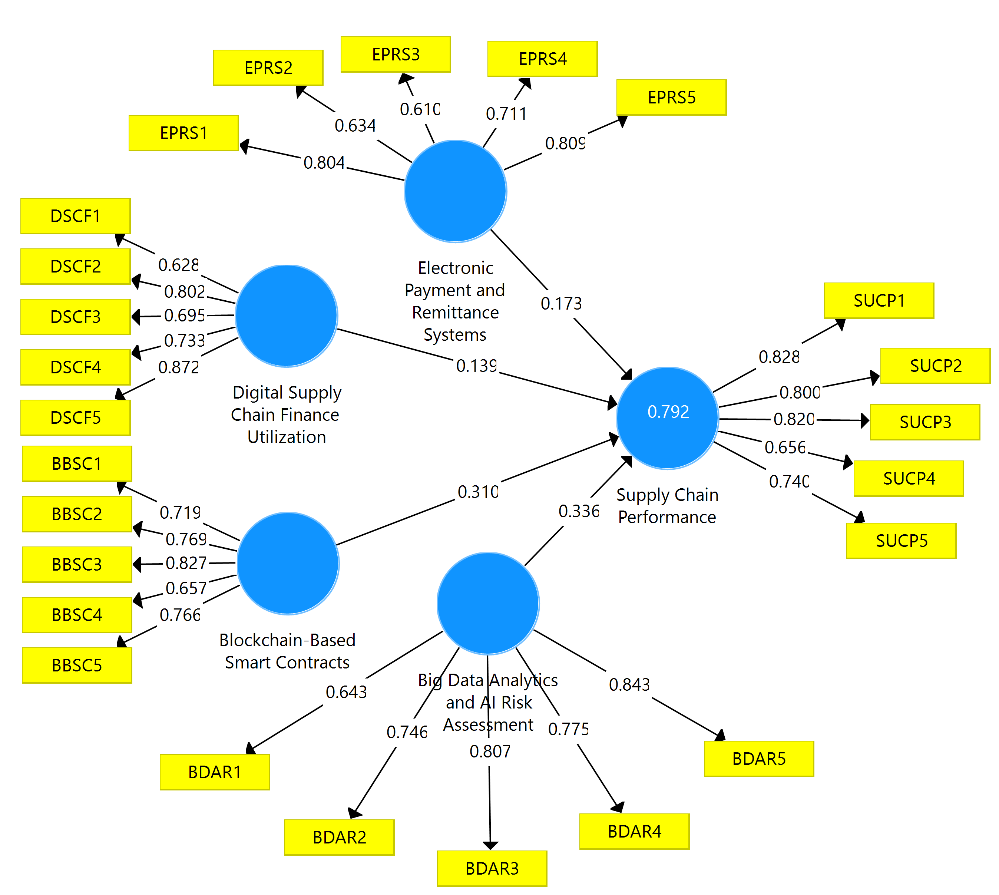 EPRS3
EPRS4
EPRS2
EPRS5
EPRS1
0.610
0.711
0.634
0.809
0.804
DSCF1
DSCF2
DSCF3
DSCF4
DSCF5
0.628
0.802
0.695
0.733
0.872
Electronic
Payment and
Remittance
Systems
0.173
0.139
Digital Supply
Chain Finance
Utilization
0.792
Supply Chain
Performance
SUCP1
SUCP2
SUCP3
SUCP4
SUCP5
0.828
0.800
0.820
0.656
0.740
BBSC1
BBSC2
BBSC3
BBSC4
BBSC5
0.719
0.769
0.827
0.657
0.766
0.310
0.336
Blockchain-Based
Smart Contracts
Big Data Analytics
and AI Risk
Assessment
0.643
0.746
0.807
0.775
0.843
BDAR1
BDAR2
BDAR3
BDAR4
BDAR5